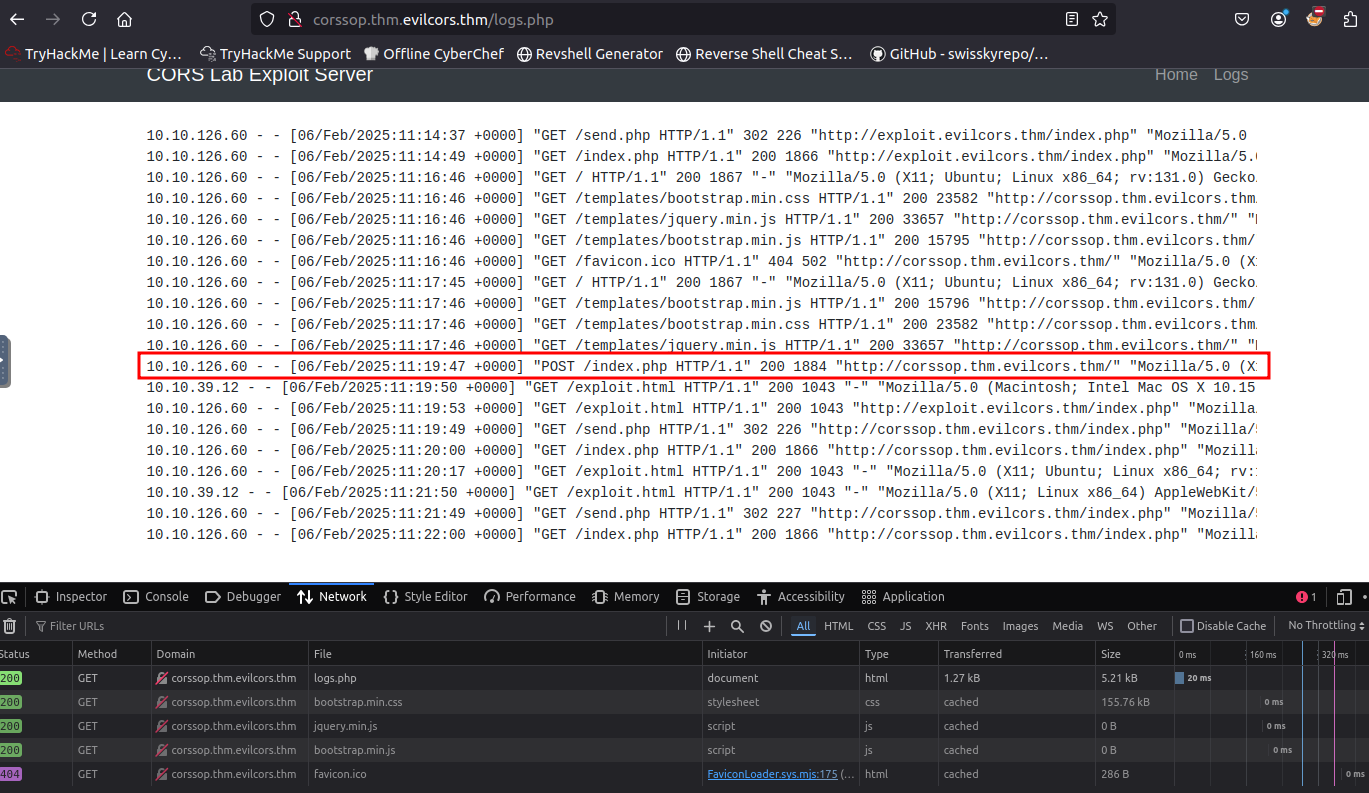 corssop.thm.evilcors.thm/logs.php
TryHackMe | Learn Cy… TryHackMe Support Offline CyberChef Revshell Generator Reverse Shell Cheat S… GitHub - swisskyrepo/…
CORS Lab Exploit Server Home Logs
10.10.126.60 - - [06/Feb/2025:11:14:37 +0000] "GET /send.php HTTP/1.1" 302 226 "http://exploit.evilcors.thm/index.php" "Mozilla/5.0
10.10.126.60 - - [06/Feb/2025:11:14:49 +0000] "GET /index.php HTTP/1.1" 200 1866 "http://exploit.evilcors.thm/index.php" "Mozilla/5.0
10.10.126.60 - - [06/Feb/2025:11:16:46 +0000] "GET / HTTP/1.1" 200 1867 "-" "Mozilla/5.0 (X11; Ubuntu; Linux x86_64; rv:131.0) Gecko
10.10.126.60 - - [06/Feb/2025:11:16:46 +0000] "GET /templates/bootstrap.min.css HTTP/1.1" 200 23582 "http://corssop.thm.evilcors.thm
10.10.126.60 - - [06/Feb/2025:11:16:46 +0000] "GET /templates/jquery.min.js HTTP/1.1" 200 33657 "http://corssop.thm.evilcors.thm/" "
10.10.126.60 - - [06/Feb/2025:11:16:46 +0000] "GET /templates/bootstrap.min.js HTTP/1.1" 200 15795 "http://corssop.thm.evilcors.thm/
10.10.126.60 - - [06/Feb/2025:11:16:46 +0000] "GET /favicon.ico HTTP/1.1" 404 502 "http://corssop.thm.evilcors.thm/" "Mozilla/5.0 (X
10.10.126.60 - - [06/Feb/2025:11:17:45 +0000] "GET / HTTP/1.1" 200 1867 "-" "Mozilla/5.0 (X11; Ubuntu; Linux x86_64; rv:131.0) Gecko
10.10.126.60 - - [06/Feb/2025:11:17:46 +0000] "GET /templates/bootstrap.min.js HTTP/1.1" 200 15796 "http://corssop.thm.evilcors.thm/
10.10.126.60 - - [06/Feb/2025:11:17:46 +0000] "GET /templates/bootstrap.min.css HTTP/1.1" 200 23582 "http://corssop.thm.evilcors.thm
10.10.126.60 - - [06/Feb/2025:11:17:46 +0000] "GET /templates/jquery.min.js HTTP/1.1" 200 33657 "http://corssop.thm.evilcors.thm/" "
10.10.126.60 - - [06/Feb/2025:11:19:47 +0000] "POST /index.php HTTP/1.1" 200 1884 "http://corssop.thm.evilcors.thm/" "Mozilla/5.0 (X
10.10.39.12 - - [06/Feb/2025:11:19:50 +0000] "GET /exploit.html HTTP/1.1" 200 1043 "-" "Mozilla/5.0 (Macintosh; Intel Mac OS X 10.15
10.10.126.60 - - [06/Feb/2025:11:19:53 +0000] "GET /exploit.html HTTP/1.1" 200 1043 "http://exploit.evilcors.thm/index.php" "Mozilla
10.10.126.60 - - [06/Feb/2025:11:19:49 +0000] "GET /send.php HTTP/1.1" 302 226 "http://corssop.thm.evilcors.thm/index.php" "Mozilla/
10.10.126.60 - - [06/Feb/2025:11:20:00 +0000] "GET /index.php HTTP/1.1" 200 1866 "http://corssop.thm.evilcors.thm/index.php" "Mozill
10.10.126.60 - - [06/Feb/2025:11:20:17 +0000] "GET /exploit.html HTTP/1.1" 200 1043 "-" "Mozilla/5.0 (X11; Ubuntu; Linux x86_64; rv:
10.10.39.12 - - [06/Feb/2025:11:21:50 +0000] "GET /exploit.html HTTP/1.1" 200 1043 "-" "Mozilla/5.0 (X11; Linux x86_64) AppleWebKit/
10.10.126.60 - - [06/Feb/2025:11:21:49 +0000] "GET /send.php HTTP/1.1" 302 227 "http://corssop.thm.evilcors.thm/index.php" "Mozilla/
10.10.126.60 - - [06/Feb/2025:11:22:00 +0000] "GET /index.php HTTP/1.1" 200 1866 "http://corssop.thm.evilcors.thm/index.php" "Mozill
Inspector Console Debugger Network Style Editor Performance Memory Storage Accessibility Application 1
Filter URLs All HTML CSS JS XHR Fonts Images Media WS Other Disable Cache No Throttling
Status Method Domain File Initiator Type Transferred Size 0 ms 160 ms 320 ms
200 GET corssop.thm.evilcors.thm logs.php document html 1.27 kB 5.21 kB 20 ms
200 GET corssop.thm.evilcors.thm bootstrap.min.css stylesheet css cached 155.76 kB 0 ms
200 GET corssop.thm.evilcors.thm jquery.min.js script js cached 0 B 0 ms
200 GET corssop.thm.evilcors.thm bootstrap.min.js script js cached 0 B 0 ms
404 GET corssop.thm.evilcors.thm favicon.ico FaviconLoader.sys.mjs:175 (… html cached 286 B 0 ms